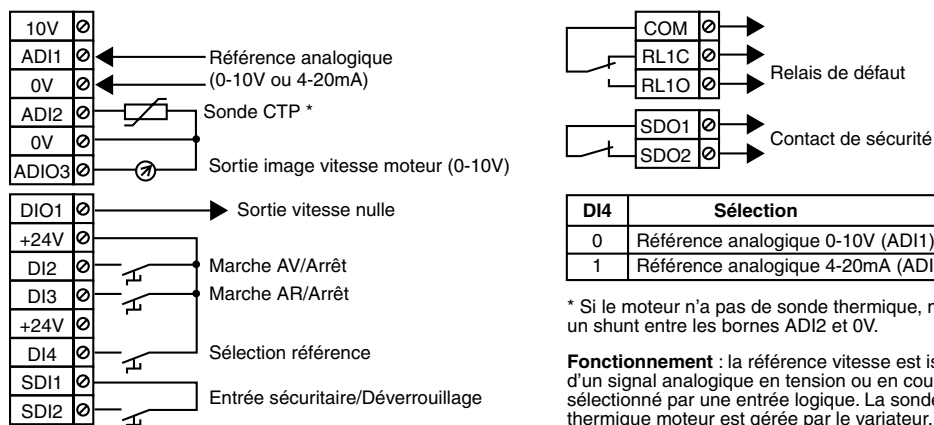 10V
ADI1
0V
ADI2
0V
ADIO3
Référence analogique
(0-10V ou 4-20mA)
Sonde CTP *
Sortie image vitesse moteur (0-10V)
DIO1
+24V
DI2
DI3
+24V
DI4
SDI1
SDI2
Sortie vitesse nulle
Marche AV/Arrêt
Marche AR/Arrêt
Sélection référence
Entrée sécuritaire/Déverrouillage
COM
RL1C
RL1O
Relais de défaut
SDO1
SDO2
Contact de sécurité
DI4 Sélection
0 Référence analogique 0-10V (ADI1)
1 Référence analogique 4-20mA (ADI
* Si le moteur n'a pas de sonde thermique,
un shunt entre les bornes ADI2 et 0V.
Fonctionnement : la référence vitesse est
d'un signal analogique en tension ou en
sélectionné par une entrée logique. La
thermique moteur est gérée par le variateur.